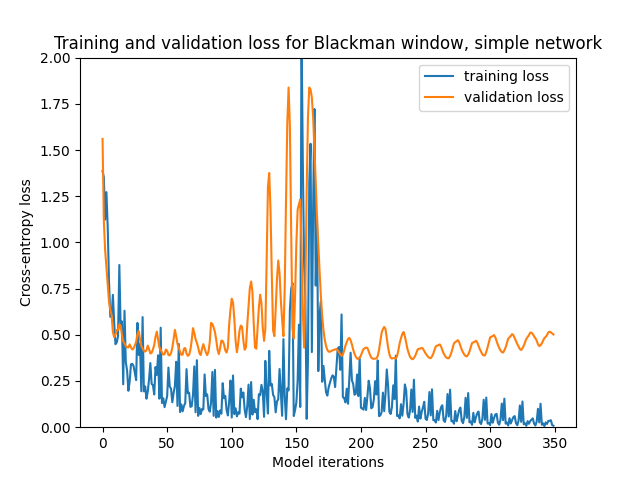 Training and validation loss for Blackman window, simple network
training loss
validation loss
Cross-entropy loss
2.00
1.75
1.50
1.25
1.00
0.75
0.50
0.25
0.00
0 50 100 150 200 250 300 350
Model iterations